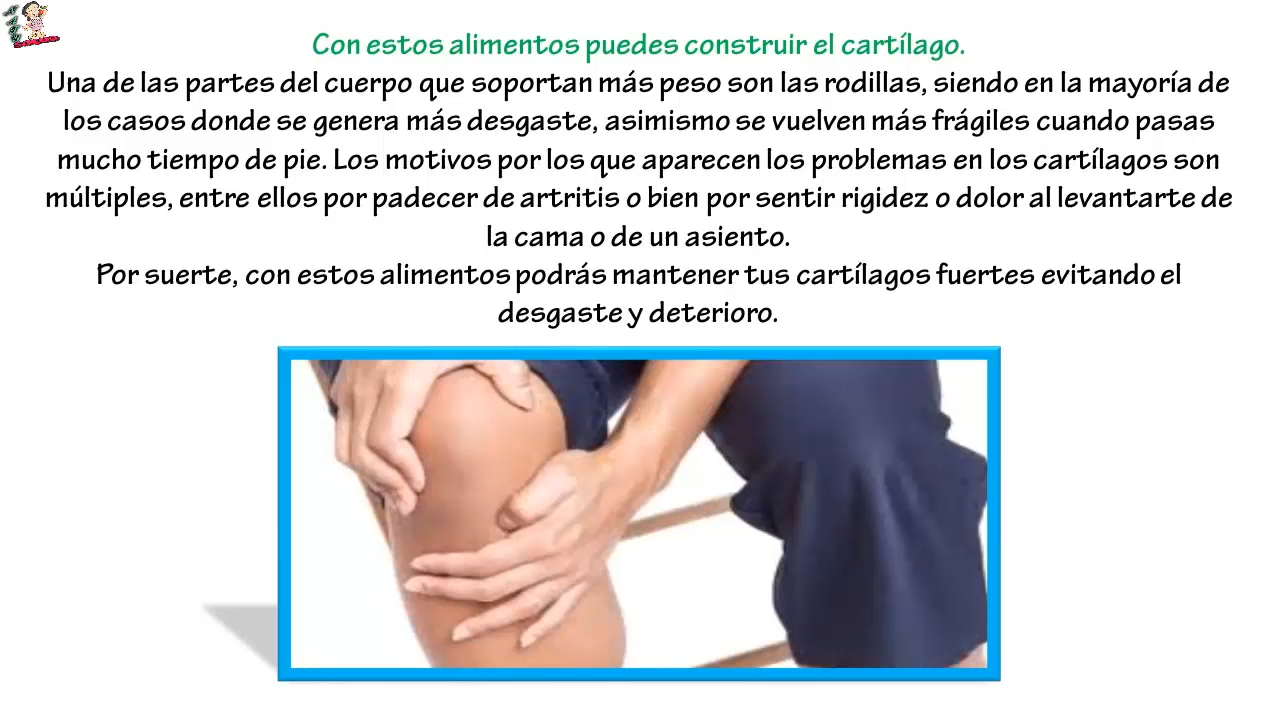 Con estos alimentos puedes construir el cartílago.
Una de las partes del cuerpo que soportan más peso son las rodillas, siendo en la mayoría de
los casos donde se genera más desgaste, asimismo se vuelven más frágiles cuando pasas
mucho tiempo de pie. Los motivos por los que aparecen los problemas en los cartílagos son
múltiples, entre ellos por padecer de artritis o bien por sentir rigidez o dolor al levantarte de
la cama o de un asiento.
Por suerte, con estos alimentos podrás mantener tus cartílagos fuertes evitando el
desgaste y deterioro.